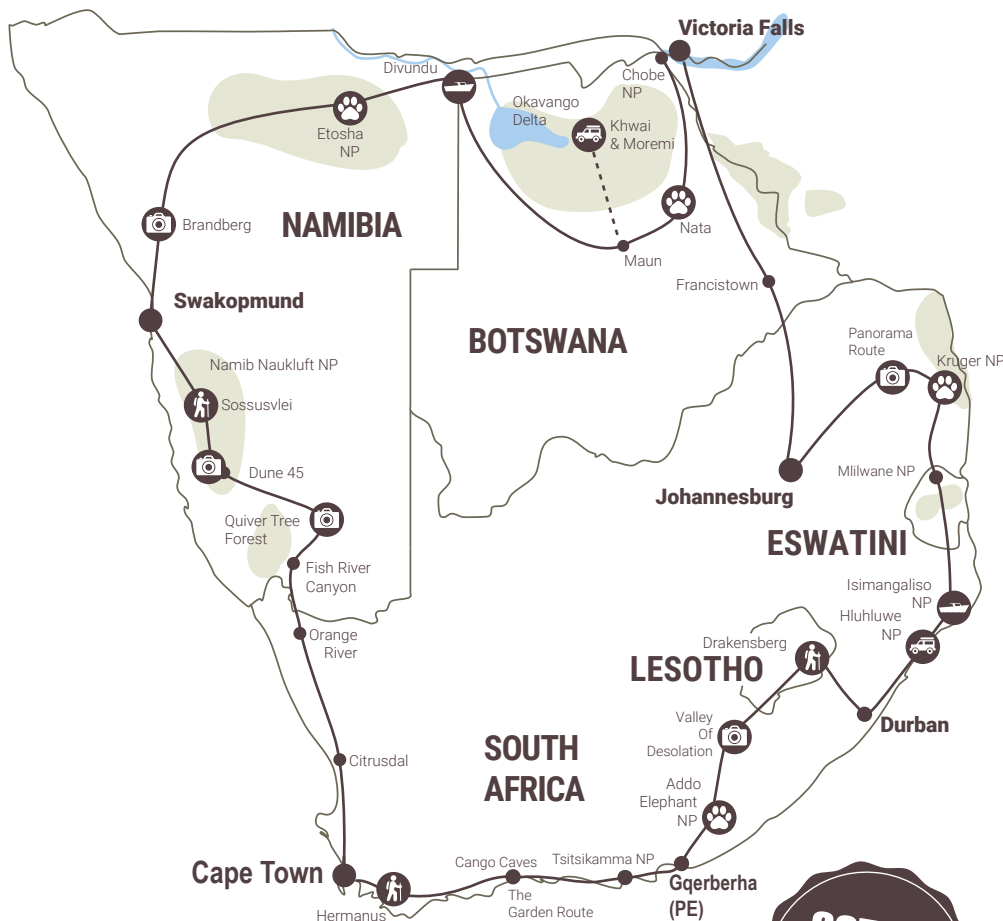 Victoria Falls
Divundu
Chobe
NP
Okavango
Delta
Khwai
& Moremi
Etosha
NP
NAMIBIA
Brandberg
Nata
Maun
Francistown
Swakopmund
BOTSWANA
Panorama
Route
Kruger NP
Namib Naukluft NP
Sossusvlei
Dune 45
Mlilwane NP
Johannesburg
Quiver Tree
Forest
ESWATINI
Fish River
Canyon
Isimangaliso
NP
Hluhluwe
NP
Orange
River
Drakensberg
LESOTHO
Valley
Of
Desolation
Durban
SOUTH
AFRICA
Citrusdal
Addo
Elephant
NP
Cape Town
Cango Caves
Tsitsikamma NP
Gqerberha
(PE)
The
Garden Route
Hermanus